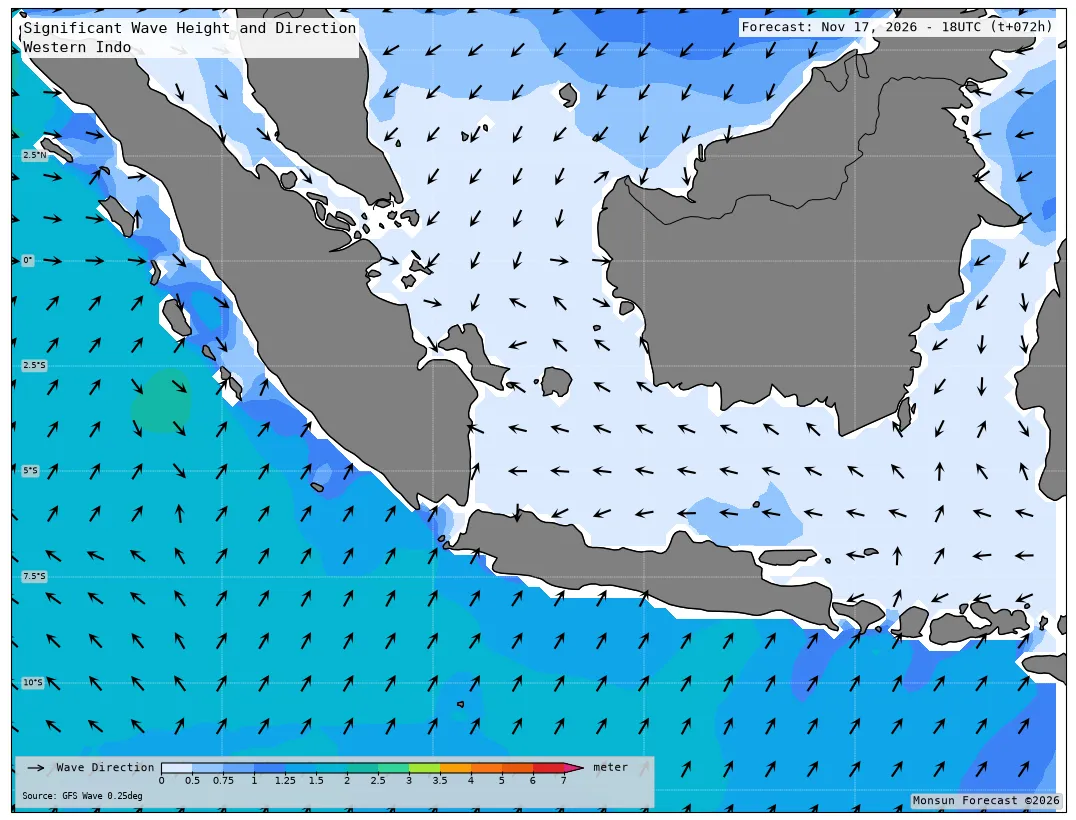 Significant Wave Height and Direction
Western Indo
Forecast: Nov 17, 2026 - 18UTC (t+072h)
2.5°N
0°
2.5°S
5°S
7.5°S
10°S
Wave Direction
0 0.5 0.75 1 1.25 1.5 2 2.5 3 3.5 4 5 6 7
meter
Source: GFS Wave 0.25deg
Monsun Forecast ©2026